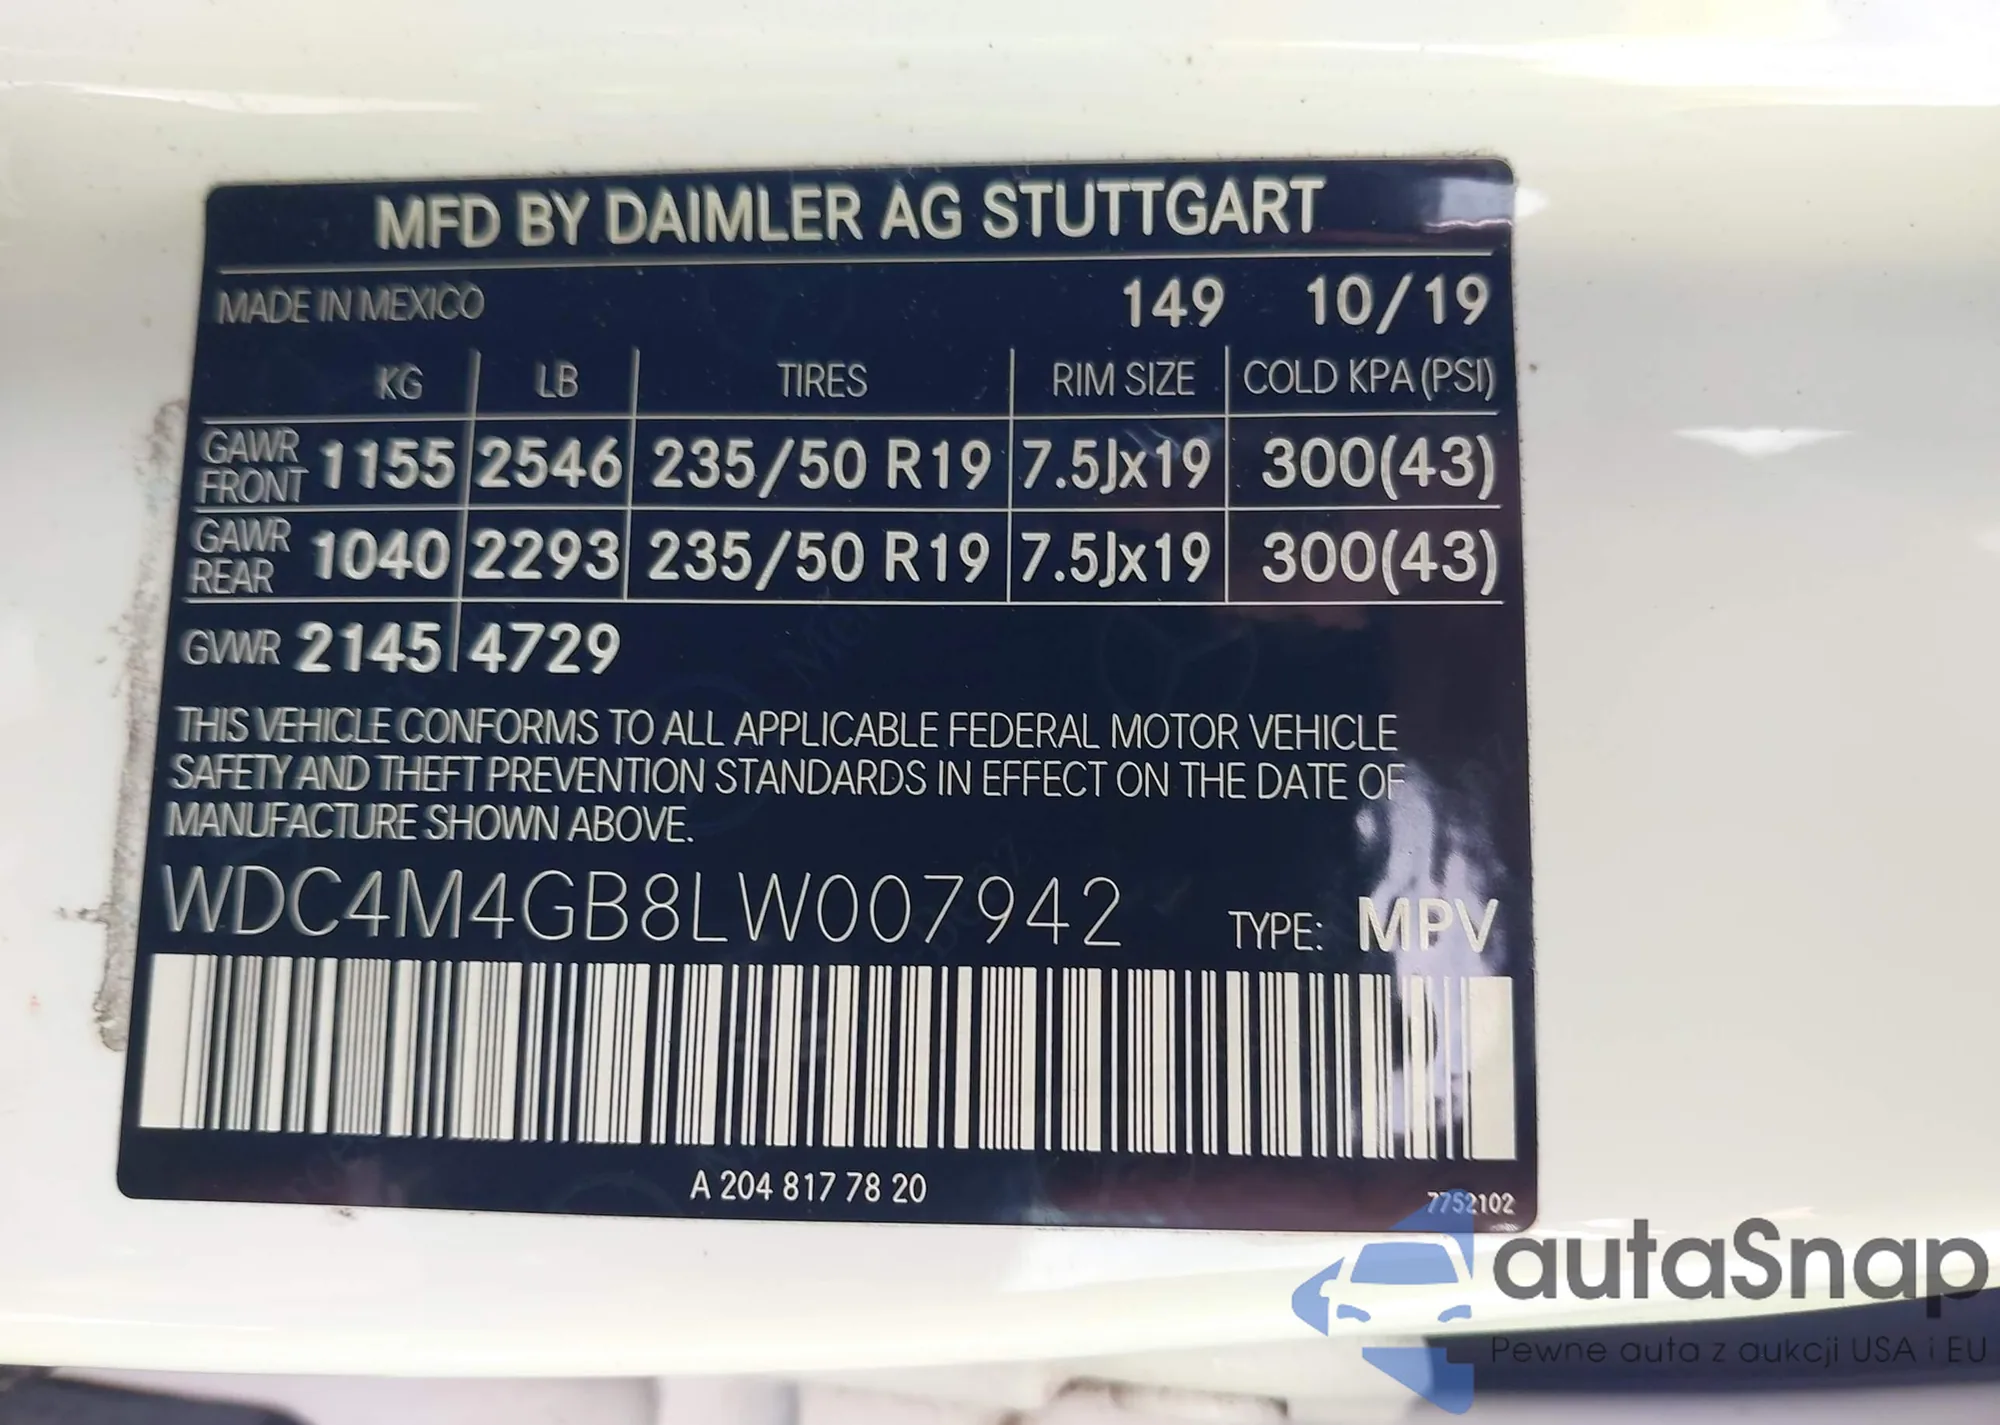 MFD BY DAIMLER AG STUTTGART
MADE IN MEXICO 149 10/19
KG LB TIRES RIM SIZE COLD KPA (PSI)
GAWR FRONT 1155 2546 235/50 R19 7.5Jx19 300(43)
GAWR REAR 1040 2293 235/50 R19 7.5Jx19 300(43)
GVWR 2145 4729
THIS VEHICLE CONFORMS TO ALL APPLICABLE FEDERAL MOTOR VEHICLE
SAFETY AND THEFT PREVENTION STANDARDS IN EFFECT ON THE DATE OF
MANUFACTURE SHOWN ABOVE.
WDC4M4GB8LW007942 TYPE: MPV
A 204 817 78 20
7752102
autaSnap
Pewne auta z aukcji USA i EU